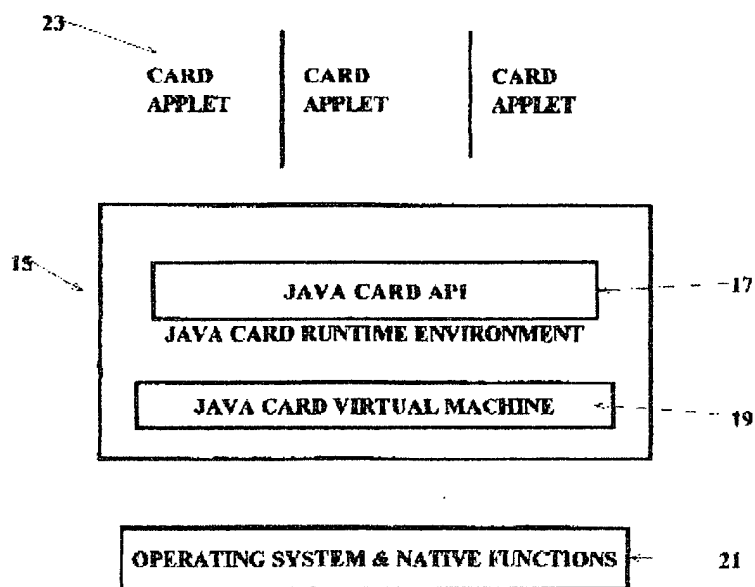 23
CARD APPLET
CARD APPLET
CARD APPLET
15
JAVA CARD API
17
JAVA CARD RUNTIME ENVIRONMENT
JAVA CARD VIRTUAL MACHINE
19
OPERATING SYSTEM & NATIVE FUNCTIONS
21